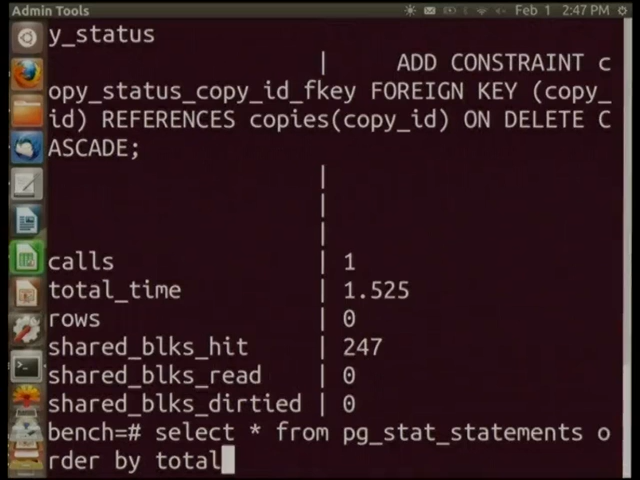 Admin Tools
Feb 1 2:47 PM
y_status
| ADD CONSTRAINT c
opy_status_copy_id_fkey FOREIGN KEY (copy_
id) REFERENCES copies(copy_id) ON DELETE C
ASCADE;
|
|
|
calls | 1
total_time | 1.525
rows | 0
shared_blks_hit | 247
shared_blks_read | 0
shared_blks_dirtied | 0
bench=# select * from pg_stat_statements o
rder by total